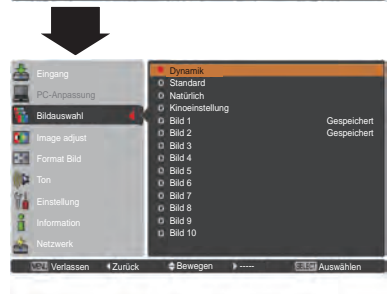 Eingang
PC-Anpassung
Bildauswahl
Image adjust
Format Bild
Ton
Einstellung
Information
Netzwerk
Dynamik
Standard
Natürlich
Kinoeinstellung
Bild 1 Gespeichert
Bild 2 Gespeichert
Bild 3
Bild 4
Bild 5
Bild 6
Bild 7
Bild 8
Bild 9
Bild 10
MENU Verlassen Zurück Bewegen ----- SELECT Auswählen